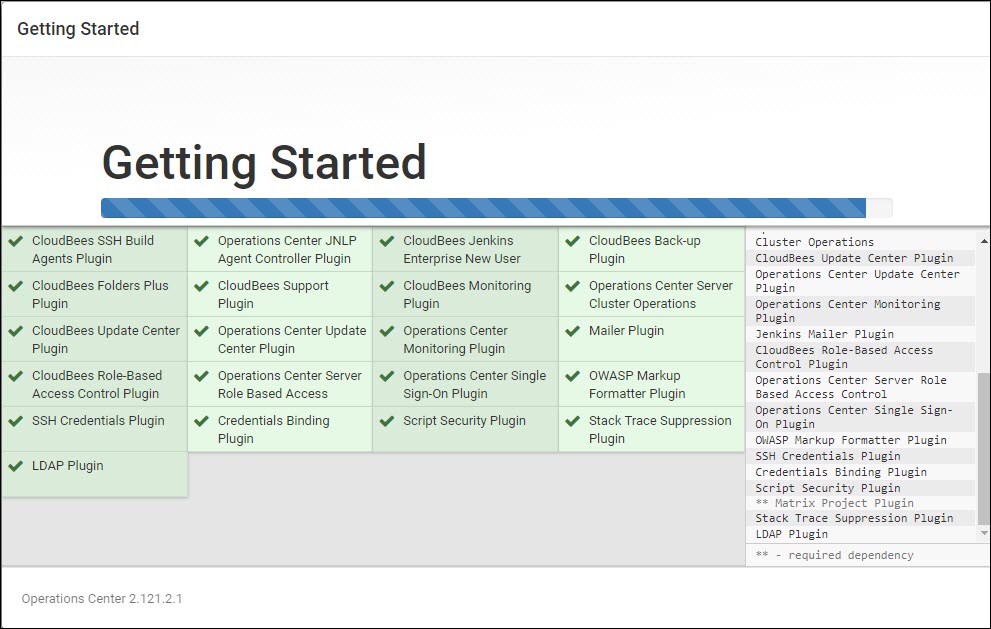 Getting Started
Getting Started
CloudBees SSH Build
Agents Plugin
Operations Center JNLP
Agent Controller Plugin
CloudBees Jenkins
Enterprise New User
CloudBees Back-up
Plugin
CloudBees Folders Plus
Plugin
CloudBees Support
Plugin
CloudBees Monitoring
Plugin
Operations Center Server
Cluster Operations
CloudBees Update Center
Plugin
Operations Center Update
Center Plugin
Operations Center
Monitoring Plugin
Mailer Plugin
CloudBees Role-Based
Access Control Plugin
Operations Center Server
Role Based Access
Operations Center Single
Sign-On Plugin
OWASP Markup
Formatter Plugin
SSH Credentials Plugin
Credentials Binding
Plugin
Script Security Plugin
Stack Trace Suppression
Plugin
LDAP Plugin
Cluster Operations
CloudBees Update Center Plugin
Operations Center Update Center
Plugin
Operations Center Monitoring
Plugin
Jenkins Mailer Plugin
CloudBees Role-Based Access
Control Plugin
Operations Center Server Role
Based Access Control
Operations Center Single Sign-
On Plugin
OWASP Markup Formatter Plugin
SSH Credentials Plugin
Credentials Binding Plugin
Script Security Plugin
** Matrix Project Plugin
Stack Trace Suppression Plugin
LDAP Plugin
** - required dependency
Operations Center 2.121.2.1